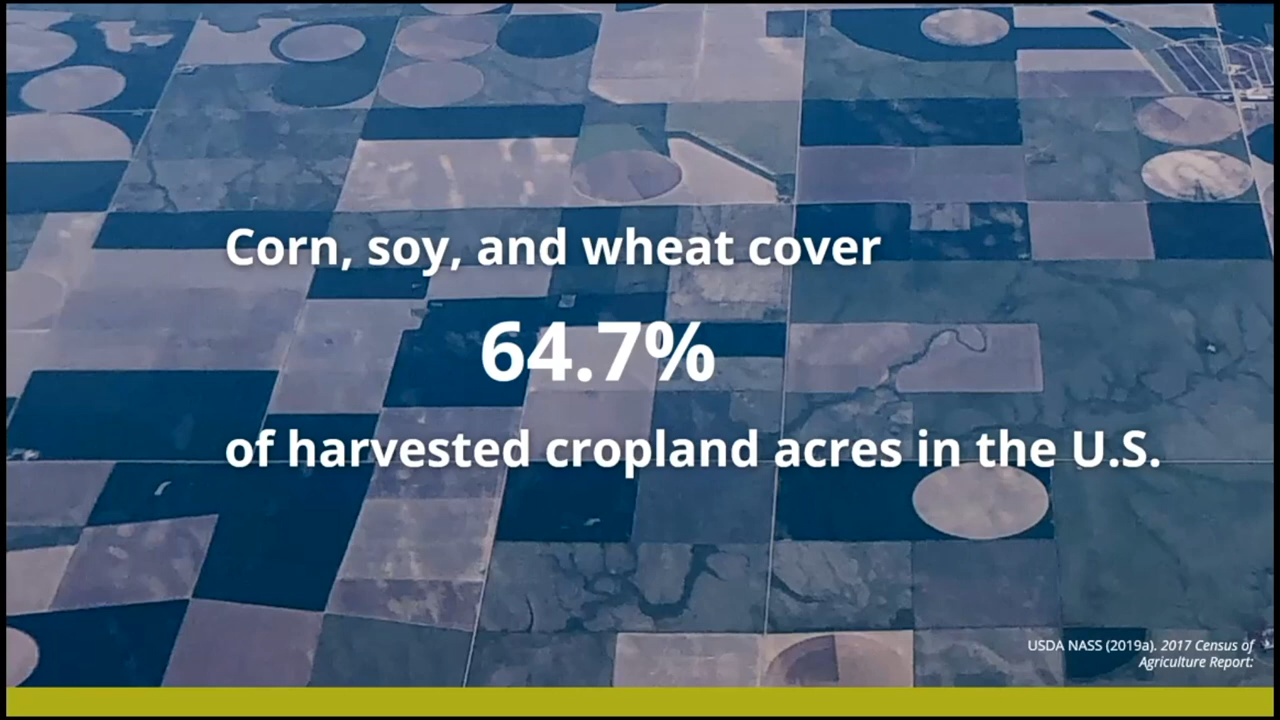 Corn, soy, and wheat cover
64.7%
of harvested cropland acres in the U.S.
USDA NASS (2019a). 2017 Census of
Agriculture Report: